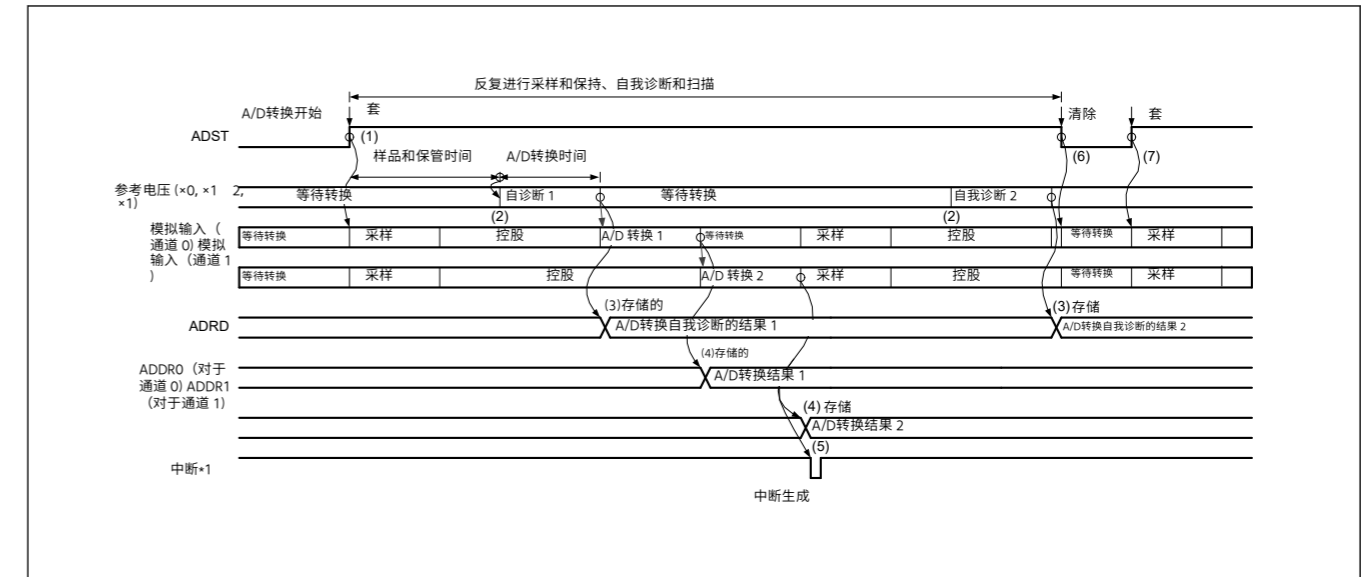 反复进行采样和保持、自我诊断和扫描
A/D转换开始 套 清除 套
ADST (1) (6) (7)
样品和保管时间 A/D转换时间
参考电压 (×0, ×1 2,
×1)
等待转换 自诊断 1 等待转换 自我诊断 2
(2) (2)
模拟输入（
通道 0) 模拟
输入（通道 1
)
等待转换 采样 控股 A/D 转换 1 等待转换 采样 控股 等待转换 采样
等待转换 采样 控股 A/D 转换 2 采样 控股 等待转换 采样
(3)存储的 (3)存储
ADRD A/D转换自我诊断的结果 1 A/D转换自我诊断的结果 2
(4)存储的
ADDR0（对于
通道 0) ADDR1
（对于通道 1)
A/D转换结果 1
(4) 存储
A/D转换结果 2
(5)
中断*1
中断生成